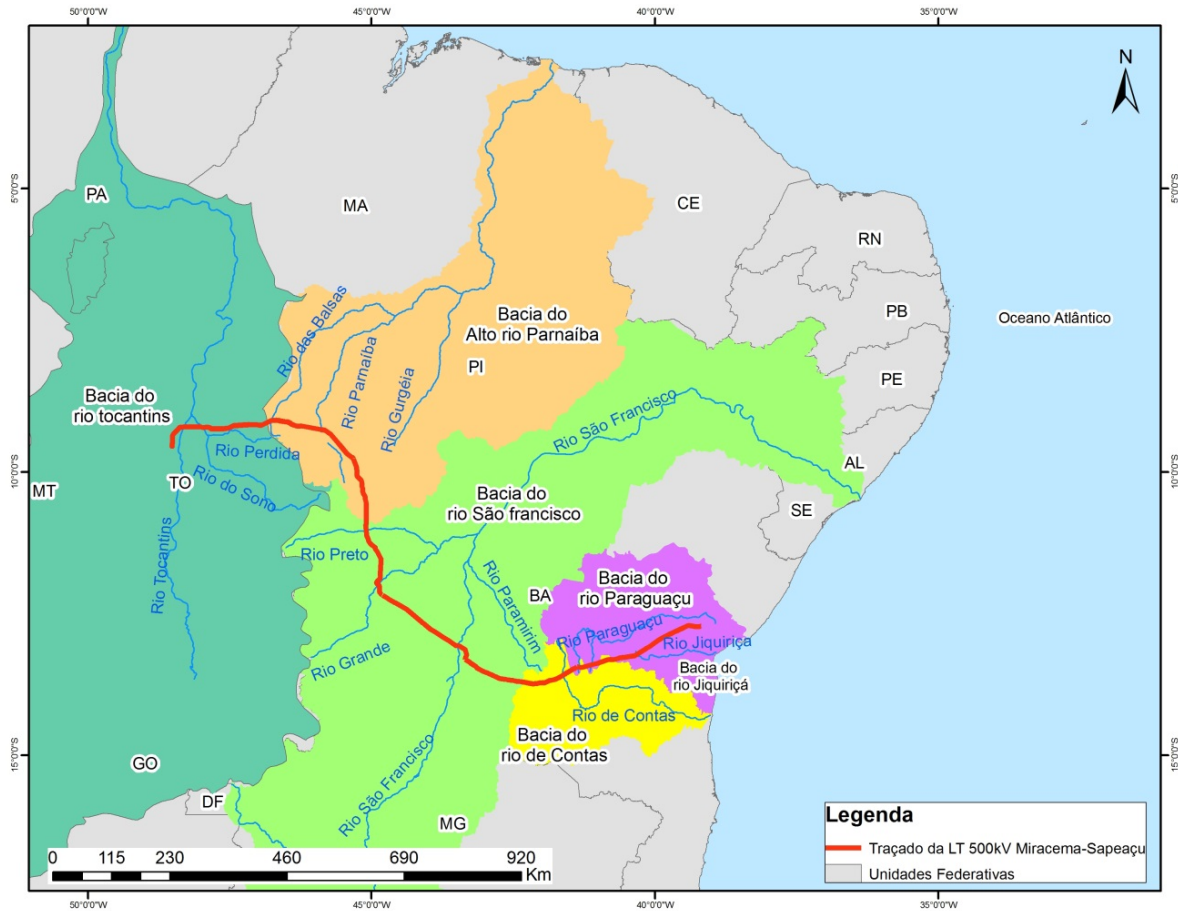 50°0'0"W
45°0'0"W
40°0'0"W
35°0'0"W
N
PA
5°0'0"S
5°0'0"S
MA
CE
RN
PB
Oceano Atlântico
Bacia do
Alto rio Parnaíba
Rio das Balsas
Rio Parnaíba
Rio Gurgéia
PI
PE
Bacia do
rio tocantins
Rio São Francisco
Rio Perdida
Rio do Sono
TO
MT
10°0'0"S
10°0'0"S
AL
SE
Bacia do
rio São francisco
Rio Preto
Rio Tocantins
Rio Paramirim
BA
Bacia do
rio Paraguaçu
Rio Paraguaçu
Rio Jiquiriça
Rio Grande
Bacia do
rio Jiquiriçá
Rio de Contas
Bacia do
rio de Contas
15°0'0"S
15°0'0"S
GO
DF
Rio São Francisco
MG
Legenda
Traçado da LT 500kV Miracema-Sapeaçu
Unidades Federativas
0 115 230 460 690 920
Km
50°0'0"W
45°0'0"W
40°0'0"W
35°0'0"W